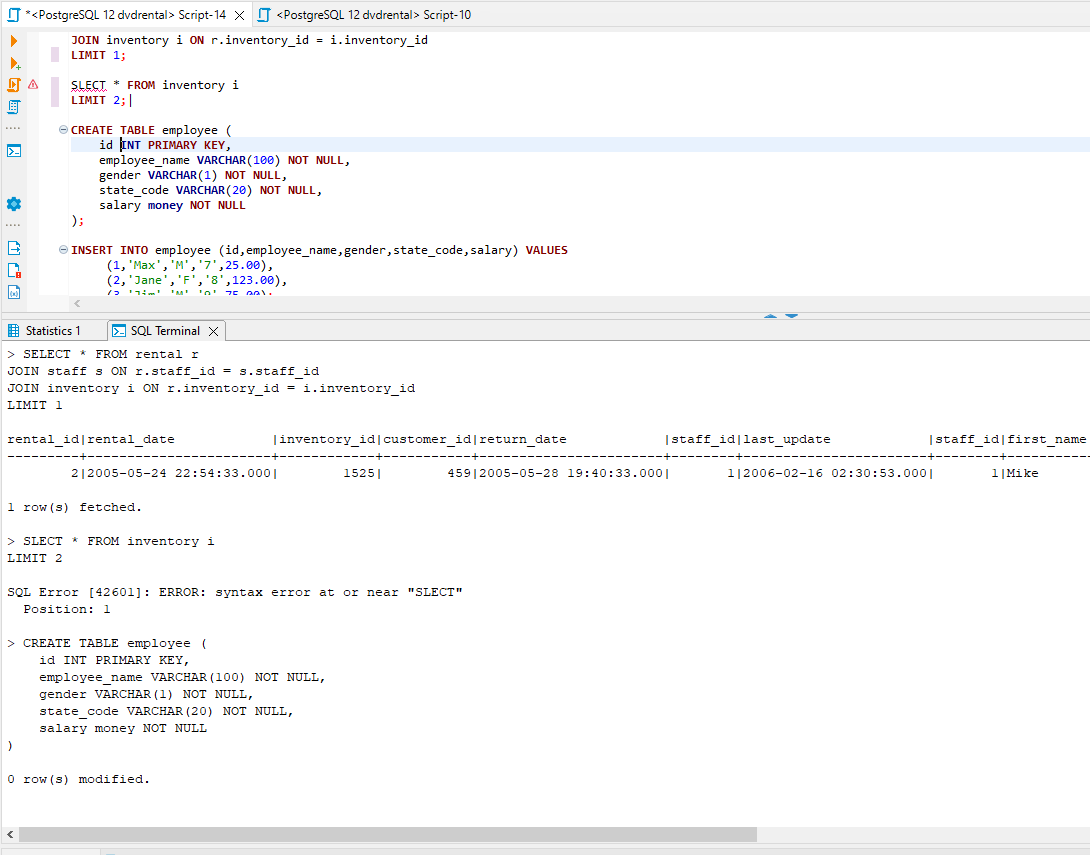 *<PostgreSQL 12 dvdrental> Script-14
<PostgreSQL 12 dvdrental> Script-10
JOIN inventory i ON r.inventory_id = i.inventory_id
LIMIT 1;
SLECT * FROM inventory i
LIMIT 2;
CREATE TABLE employee (
id INT PRIMARY KEY,
employee_name VARCHAR(100) NOT NULL,
gender VARCHAR(1) NOT NULL,
state_code VARCHAR(20) NOT NULL,
salary money NOT NULL
);
INSERT INTO employee (id,employee_name,gender,state_code,salary) VALUES
(1,'Max','M','7',25.00),
(2,'Jane','F','8',123.00),
(3,'Jim','M','9',75.00);
Statistics 1
SQL Terminal
> SELECT * FROM rental r
JOIN staff s ON r.staff_id = s.staff_id
JOIN inventory i ON r.inventory_id = i.inventory_id
LIMIT 1
rental_id|rental_date |inventory_id|customer_id|return_date |staff_id|last_update |staff_id|first_name
---------+-----------------------+------------+-----------+-----------------------+--------+-----------------------+--------+----------
2|2005-05-24 22:54:33.000| 1525| 459|2005-05-28 19:40:33.000| 1|2006-02-16 02:30:53.000| 1|Mike
1 row(s) fetched.
> SLECT * FROM inventory i
LIMIT 2
SQL Error [42601]: ERROR: syntax error at or near "SLECT"
Position: 1
> CREATE TABLE employee (
id INT PRIMARY KEY,
employee_name VARCHAR(100) NOT NULL,
gender VARCHAR(1) NOT NULL,
state_code VARCHAR(20) NOT NULL,
salary money NOT NULL
)
0 row(s) modified.